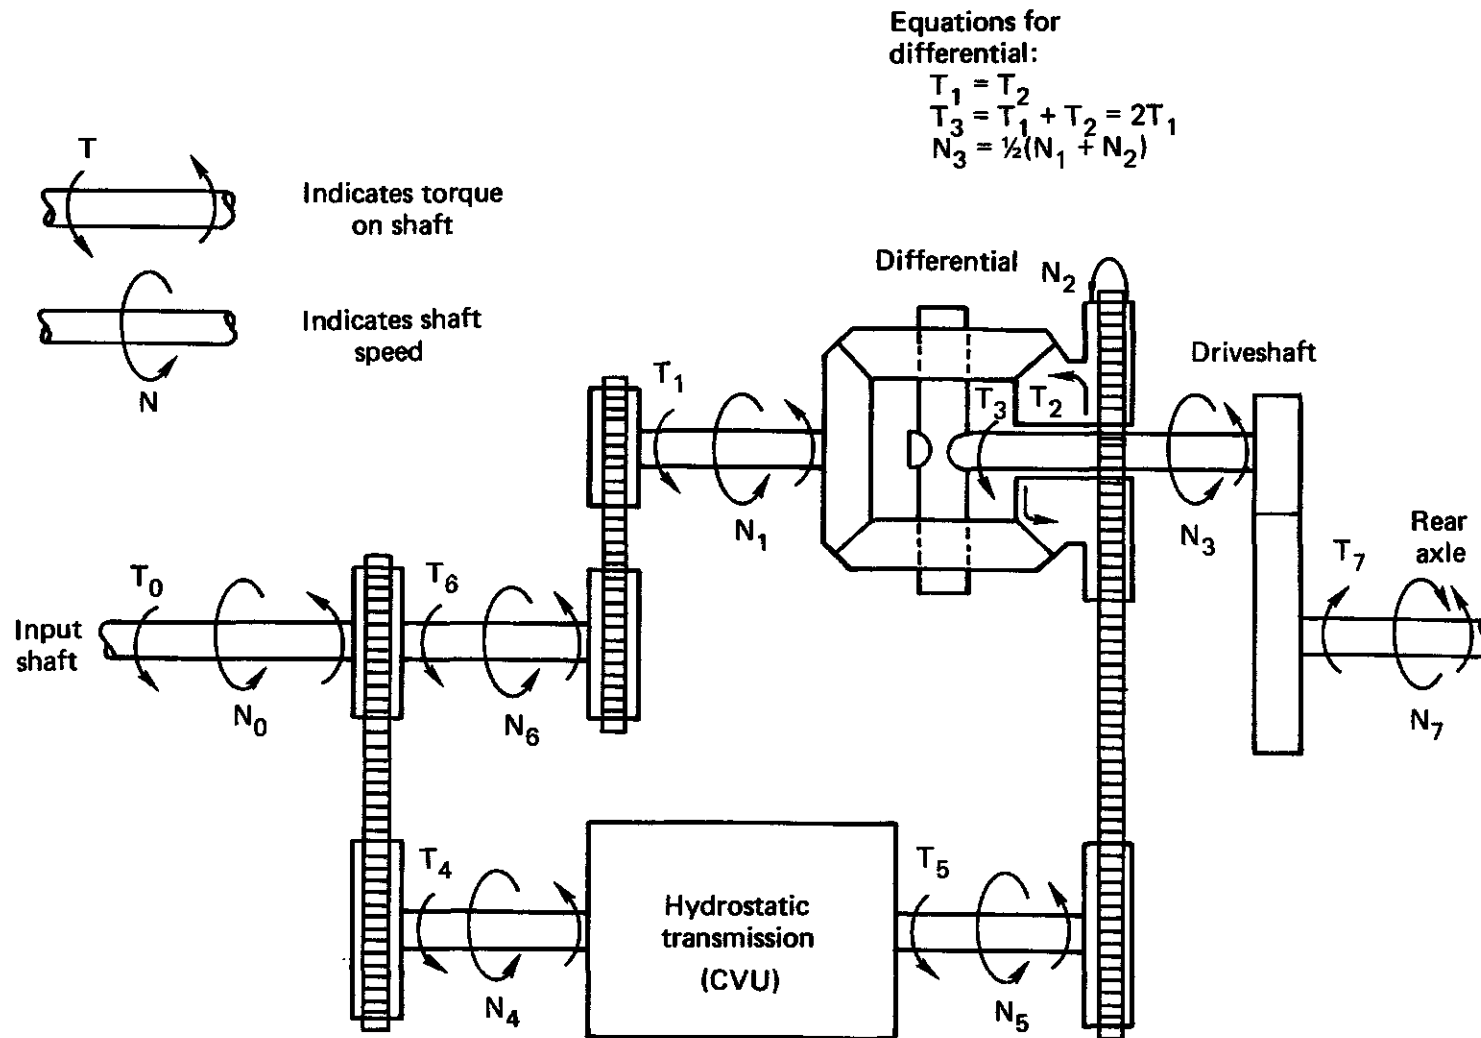 Equations for
differential:
T₁ = T₂
T₃ = T₁ + T₂ = 2T₁
N₃ = ½(N₁ + N₂)
T
Indicates torque
on shaft
Indicates shaft
speed
N
Differential
N₂
Driveshaft
T₁
T₃
T₂
N₁
N₃
Rear
axle
T₀
T₆
T₇
Input
shaft
N₀
N₆
N₇
T₄
T₅
Hydrostatic
transmission
(CVU)
N₄
N₅